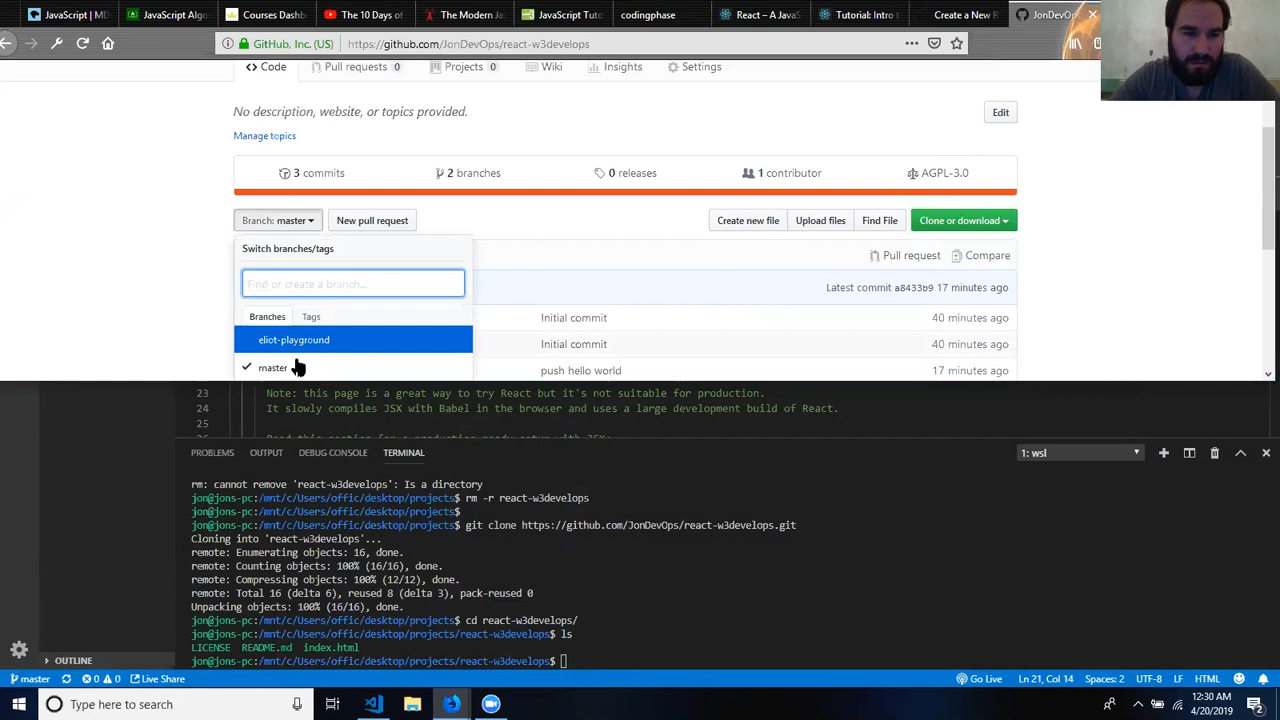 JavaScript | MD
JavaScript Algo
Courses Dashb
The 10 Days of
The Modern Ja
JavaScript Tuto
codingphase
React – A JavaS
Tutorial: Intro t
Create a New R
JonDevOp
GitHub, Inc. (US)
https://github.com/JonDevOps/react-w3develops
Code
Pull requests 0
Projects 0
Wiki
Insights
Settings
No description, website, or topics provided.
Edit
Manage topics
3 commits
2 branches
0 releases
1 contributor
AGPL-3.0
Branch: master
New pull request
Create new file
Upload files
Find File
Clone or download
Switch branches/tags
Pull request
Compare
Find or create a branch...
Latest commit a8433b9 17 minutes ago
Branches
Tags
Initial commit
40 minutes ago
eliot-playground
Initial commit
40 minutes ago
master
push hello world
17 minutes ago
23 Note: this page is a great way to try React but it's not suitable for production.
24 It slowly compiles JSX with Babel in the browser and uses a large development build of React.
25
26 Read this section for a production-ready setup with JSX:
PROBLEMS
OUTPUT
DEBUG CONSOLE
TERMINAL
1: wsl
rm: cannot remove 'react-w3develops': Is a directory
jon@jons-pc:/mnt/c/Users/offic/desktop/projects$ rm -r react-w3develops
jon@jons-pc:/mnt/c/Users/offic/desktop/projects$
jon@jons-pc:/mnt/c/Users/offic/desktop/projects$ git clone https://github.com/JonDevOps/react-w3develops.git
Cloning into 'react-w3develops'...
remote: Enumerating objects: 16, done.
remote: Counting objects: 100% (16/16), done.
remote: Compressing objects: 100% (12/12), done.
remote: Total 16 (delta 6), reused 8 (delta 3), pack-reused 0
Unpacking objects: 100% (16/16), done.
jon@jons-pc:/mnt/c/Users/offic/desktop/projects$ cd react-w3develops/
jon@jons-pc:/mnt/c/Users/offic/desktop/projects/react-w3develops$ ls
LICENSE README.md index.html
jon@jons-pc:/mnt/c/Users/offic/desktop/projects/react-w3develops$
OUTLINE
master
0 0
Live Share
Go Live
Ln 21, Col 14
Spaces: 2
UTF-8
LF
HTML
Type here to search
12:30 AM
4/20/2019
2